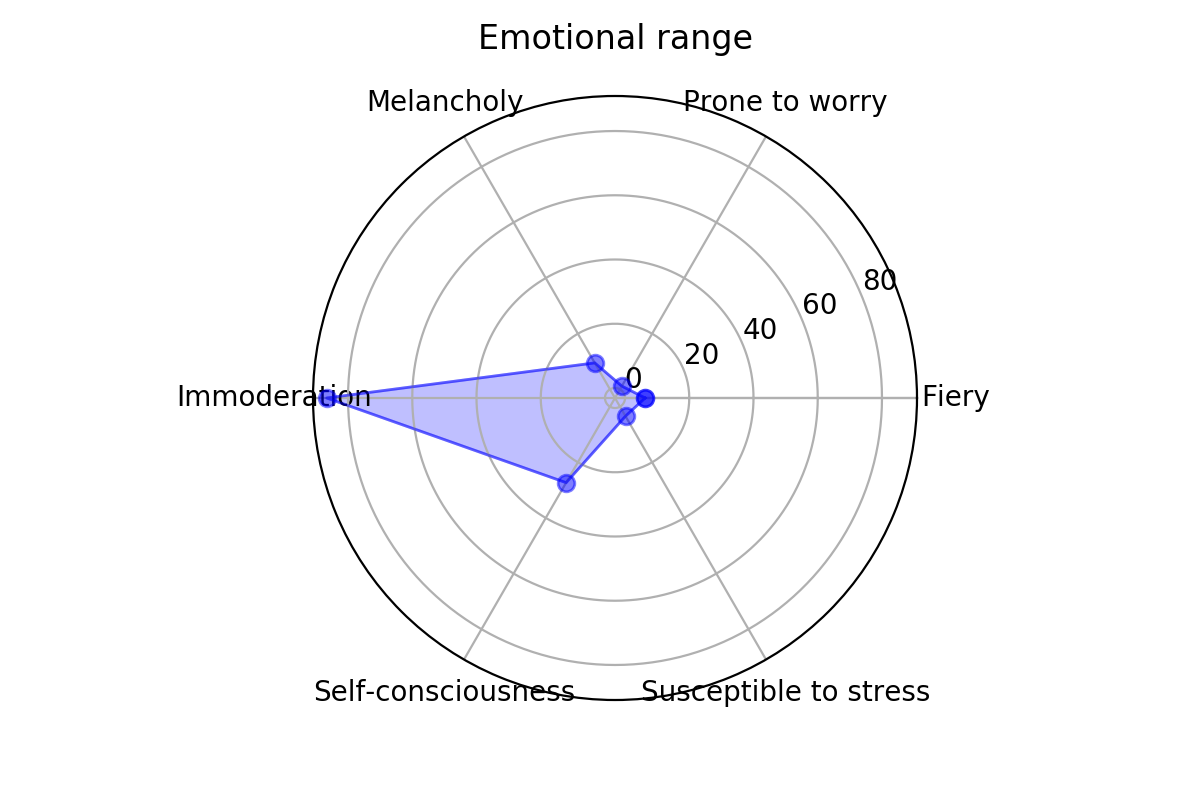 Emotional range
Melancholy
Prone to worry
80
60
40
20
0
Immoderation
Fiery
Self-consciousness
Susceptible to stress